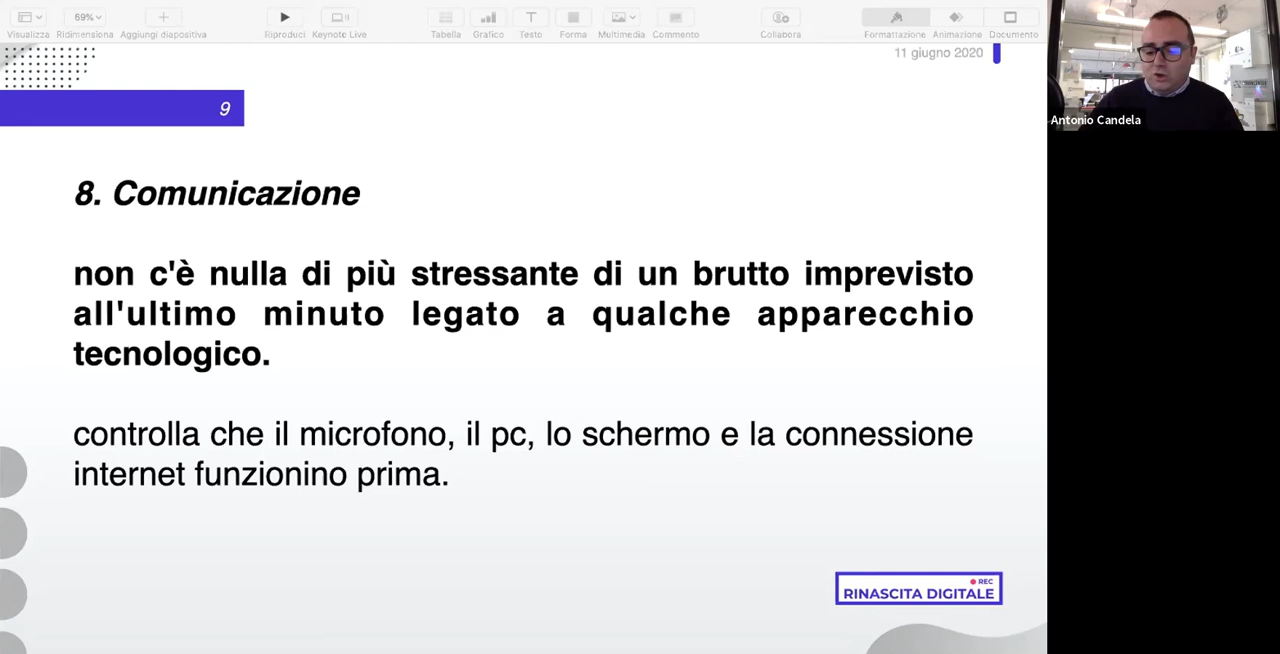 69%
Visualizza Ridimensiona Aggiungi diapositiva Riproduci Keynote Live Tabella Grafico Testo Forma Multimedia Commento Collabora Formattazione Animazione Documento
11 giugno 2020
9
Antonio Candela
8. Comunicazione
non c'è nulla di più stressante di un brutto imprevisto
all'ultimo minuto legato a qualche apparecchio
tecnologico.
controlla che il microfono, il pc, lo schermo e la connessione
internet funzionino prima.
REC
RINASCITA DIGITALE